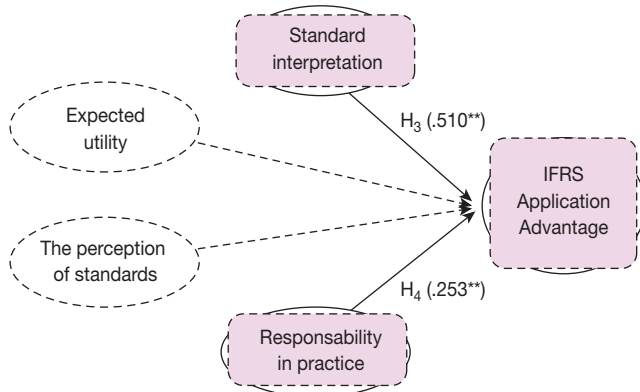 Standard
interpretation
H3 (.510**)
Expected
utility
IFRS
Application
Advantage
The perception
of standards
H4 (.253**)
Responsability
in practice